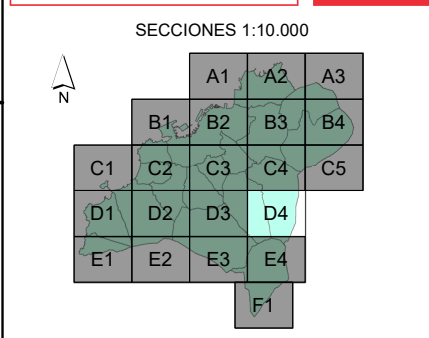 SECCIONES 1:10.000
N
A1 A2 A3
B1 B2 B3 B4
C1 C2 C3 C4 C5
D1 D2 D3 D4
E1 E2 E3 E4
F1